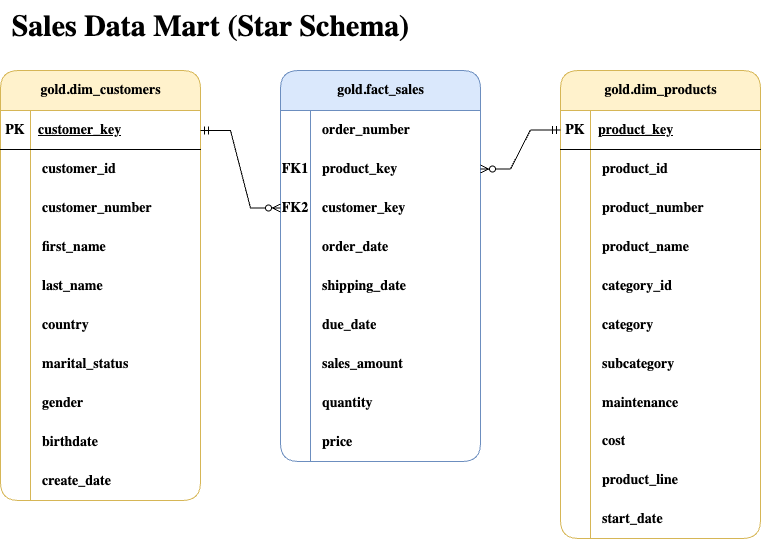 Sales Data Mart (Star Schema)
gold.dim_customers
PK customer_key
customer_id
customer_number
first_name
last_name
country
marital_status
gender
birthdate
create_date
gold.fact_sales
order_number
FK1 product_key
FK2 customer_key
order_date
shipping_date
due_date
sales_amount
quantity
price
gold.dim_products
PK product_key
product_id
product_number
product_name
category_id
category
subcategory
maintenance
cost
product_line
start_date